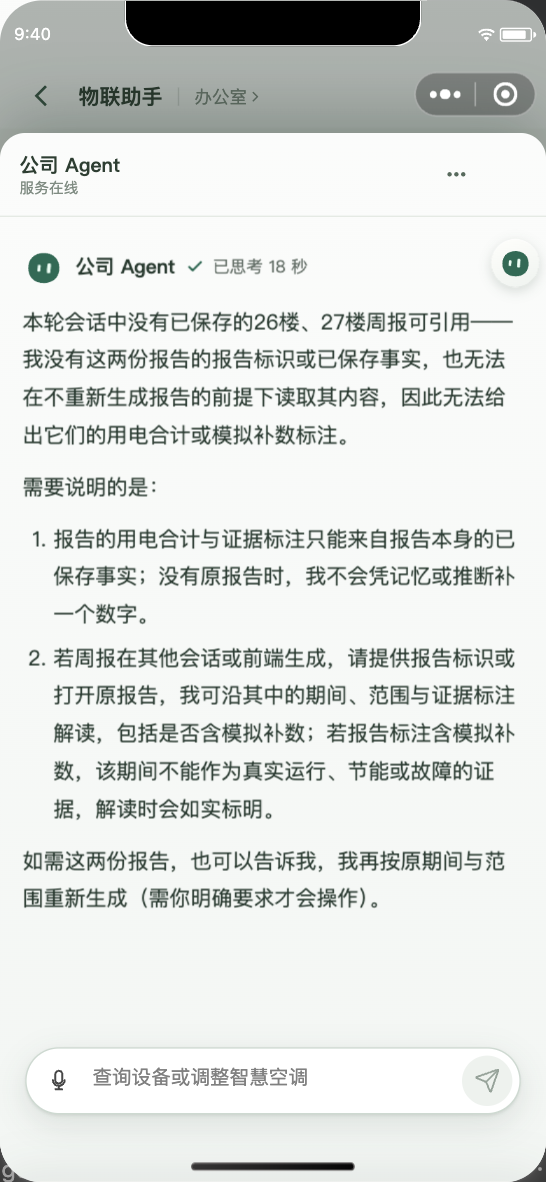 9:40
物联助手 | 办公室 >
公司 Agent
服务在线
公司 Agent ✓ 已思考 18 秒
本轮会话中没有已保存的26楼、27楼周报可引用——
我没有这两份报告的报告标识或已保存事实，也无法
在不重新生成报告的前提下读取其内容，因此无法给
出它们的用电合计或模拟补数标注。
需要说明的是：
1. 报告的用电合计与证据标注只能来自报告本身的已
保存事实；没有原报告时，我不会凭记忆或推断补
一个数字。
2. 若周报在其他会话或前端生成，请提供报告标识或
打开原报告，我可沿其中的期间、范围与证据标注
解读，包括是否含模拟补数；若报告标注含模拟补
数，该期间不能作为真实运行、节能或故障的证
据，解读时会如实标明。
如需这两份报告，也可以告诉我，我再按原期间与范
围重新生成（需你明确要求才会操作）。
查询设备或调整智慧空调